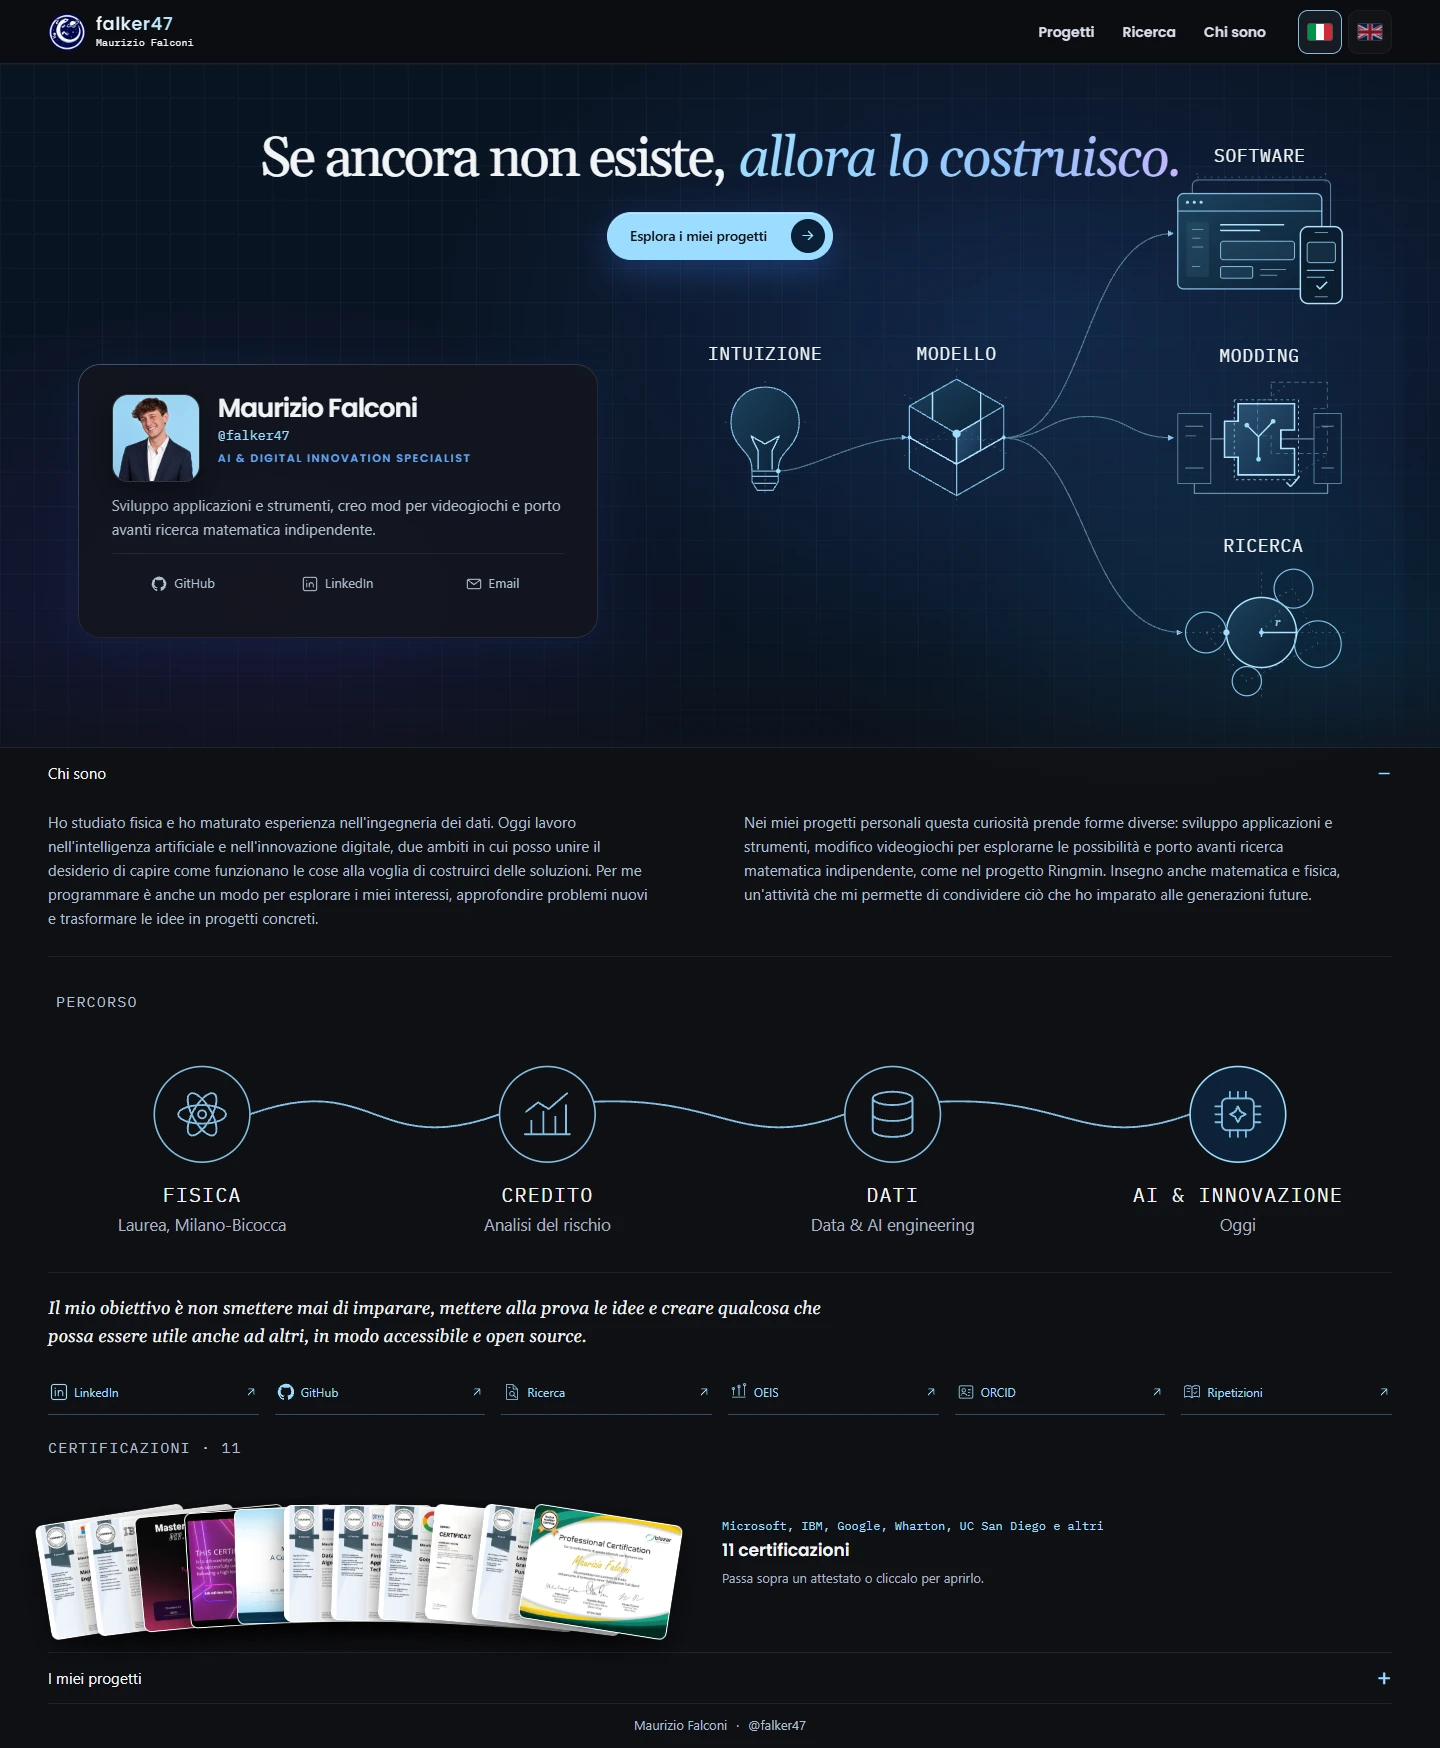 falker47
Maurizio Falconi
Progetti
Ricerca
Chi sono
Se ancora non esiste, allora lo costruisco.
Esplora i miei progetti
SOFTWARE
INTUIZIONE
MODELLO
MODDING
RICERCA
r
Maurizio Falconi
@falker47
AI & DIGITAL INNOVATION SPECIALIST
Sviluppo applicazioni e strumenti, creo mod per videogiochi e porto
avanti ricerca matematica indipendente.
GitHub
LinkedIn
Email
Chi sono
Ho studiato fisica e ho maturato esperienza nell'ingegneria dei dati. Oggi lavoro
nell'intelligenza artificiale e nell'innovazione digitale, due ambiti in cui posso unire il
desiderio di capire come funzionano le cose alla voglia di costruirci delle soluzioni. Per me
programmare è anche un modo per esplorare i miei interessi, approfondire problemi nuovi
e trasformare le idee in progetti concreti.
Nei miei progetti personali questa curiosità prende forme diverse: sviluppo applicazioni e
strumenti, modifico videogiochi per esplorarne le possibilità e porto avanti ricerca
matematica indipendente, come nel progetto Ringmin. Insegno anche matematica e fisica,
un'attività che mi permette di condividere ciò che ho imparato alle generazioni future.
PERCORSO
FISICA
Laurea, Milano-Bicocca
CREDITO
Analisi del rischio
DATI
Data & AI engineering
AI & INNOVAZIONE
Oggi
Il mio obiettivo è non smettere mai di imparare, mettere alla prova le idee e creare qualcosa che
possa essere utile anche ad altri, in modo accessibile e open source.
LinkedIn
GitHub
Ricerca
OEIS
ORCID
Ripetizioni
CERTIFICAZIONI · 11
Master
THIS CERT
CERTIFICAT
Professional Certification
Maurizio Falconi
Microsoft, IBM, Google, Wharton, UC San Diego e altri
11 certificazioni
Passa sopra un attestato o cliccalo per aprirlo.
I miei progetti
Maurizio Falconi · @falker47